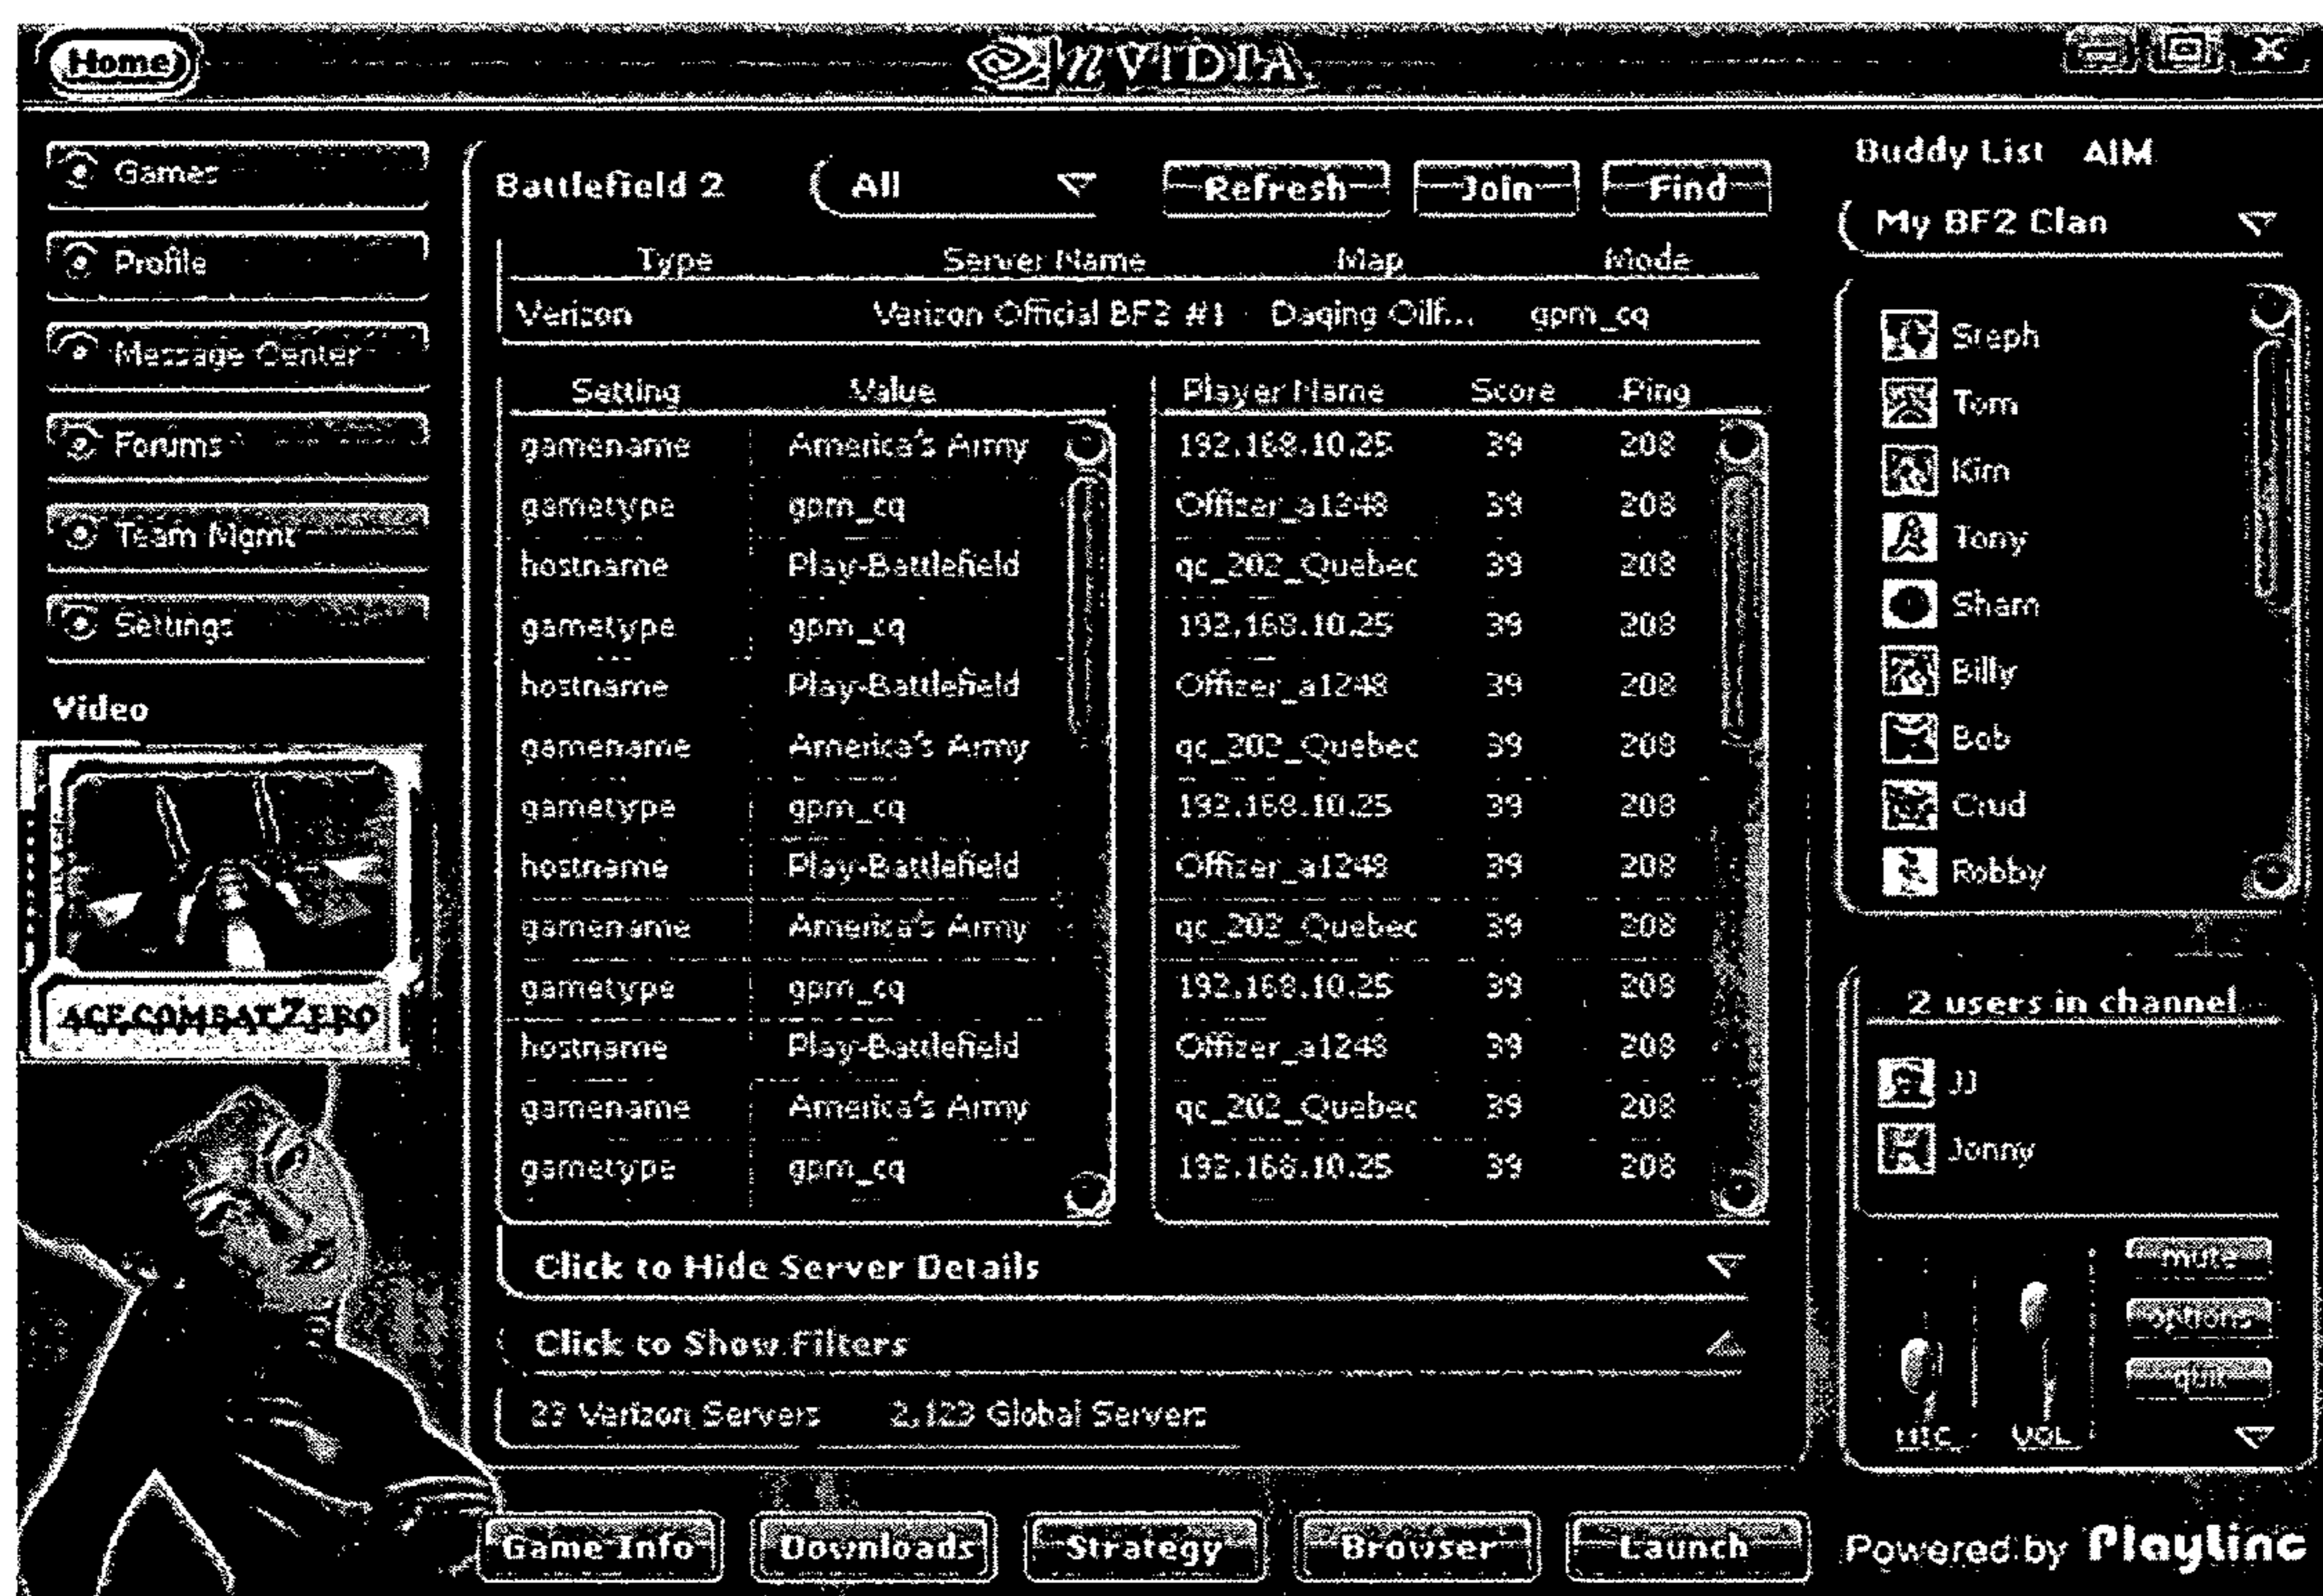 Home
nVIDIA
Games
Profile
Message Center
Forums
Team Mgmt
Settings
Video
ACE COMBAT ZERO
Battlefield 2 All Refresh Join Find
Type Server Name Map Mode
Verizon Verizon Official BF2 #1 Daqing Oilf... gpm_cq
Setting Value
gamename America's Army
gametype gpm_cq
hostname Play-Battlefield
gametype gpm_cq
hostname Play-Battlefield
gamename America's Army
gametype gpm_cq
hostname Play-Battlefield
gamename America's Army
gametype gpm_cq
hostname Play-Battlefield
gamename America's Army
gametype gpm_cq
Player Name Score Ping
192.168.10.25 39 208
Offizer_a1248 39 208
qc_202_Quebec 39 208
192.168.10.25 39 208
Offizer_a1248 39 208
qc_202_Quebec 39 208
192.168.10.25 39 208
Offizer_a1248 39 208
qc_202_Quebec 39 208
192.168.10.25 39 208
Offizer_a1248 39 208
qc_202_Quebec 39 208
192.168.10.25 39 208
Click to Hide Server Details
Click to Show Filters
23 Verizon Servers 2,123 Global Servers
Game Info Downloads Strategy Browser Launch
Buddy List AIM
My BF2 Clan
Steph
Tom
Kim
Tony
Sham
Billy
Bob
Crud
Robby
2 users in channel
JJ
Jonny
mute
options
quit
MIC VOL
Powered by PlayLinc